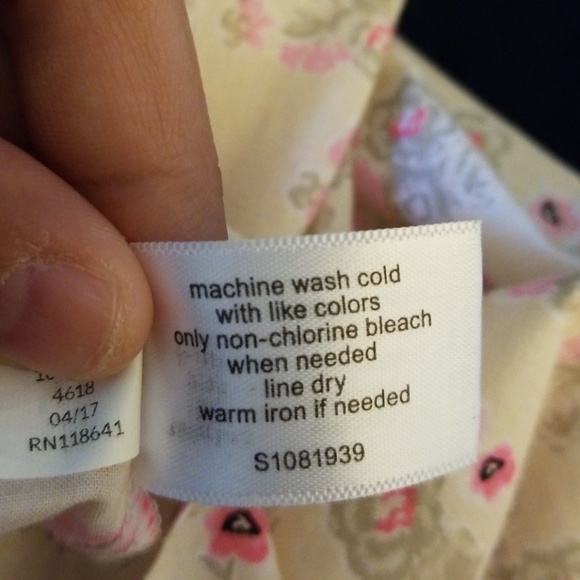 4618
04/17
RN118641
machine wash cold
with like colors
only non-chlorine bleach
when needed
line dry
warm iron if needed
S1081939